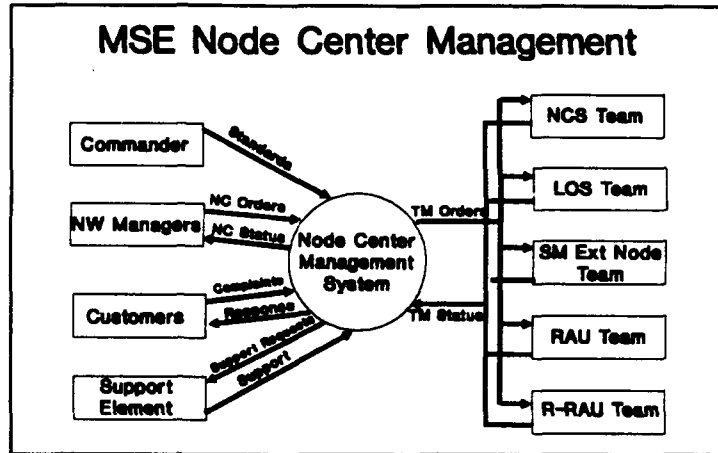 MSE Node Center Management
Commander
Standards
NW Managers
NC Orders
NC Status
Customers
Complaints
Response
Support
Element
Support Requests
Support
Node Center
Management
System
TM Orders
TM Status
NCS Team
LOS Team
SM Ext Node
Team
RAU Team
R-RAU Team